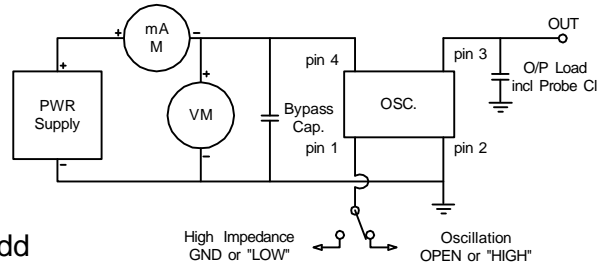 OUT
mA
M
+
-
pin 4
pin 3
+
+
O/P Load
incl Probe Cl
PWR
Supply
VM
Bypass
Cap.
OSC.
-
-
pin 1
pin 2
dd
High Impedance
GND or "LOW"
Oscillation
OPEN or "HIGH"